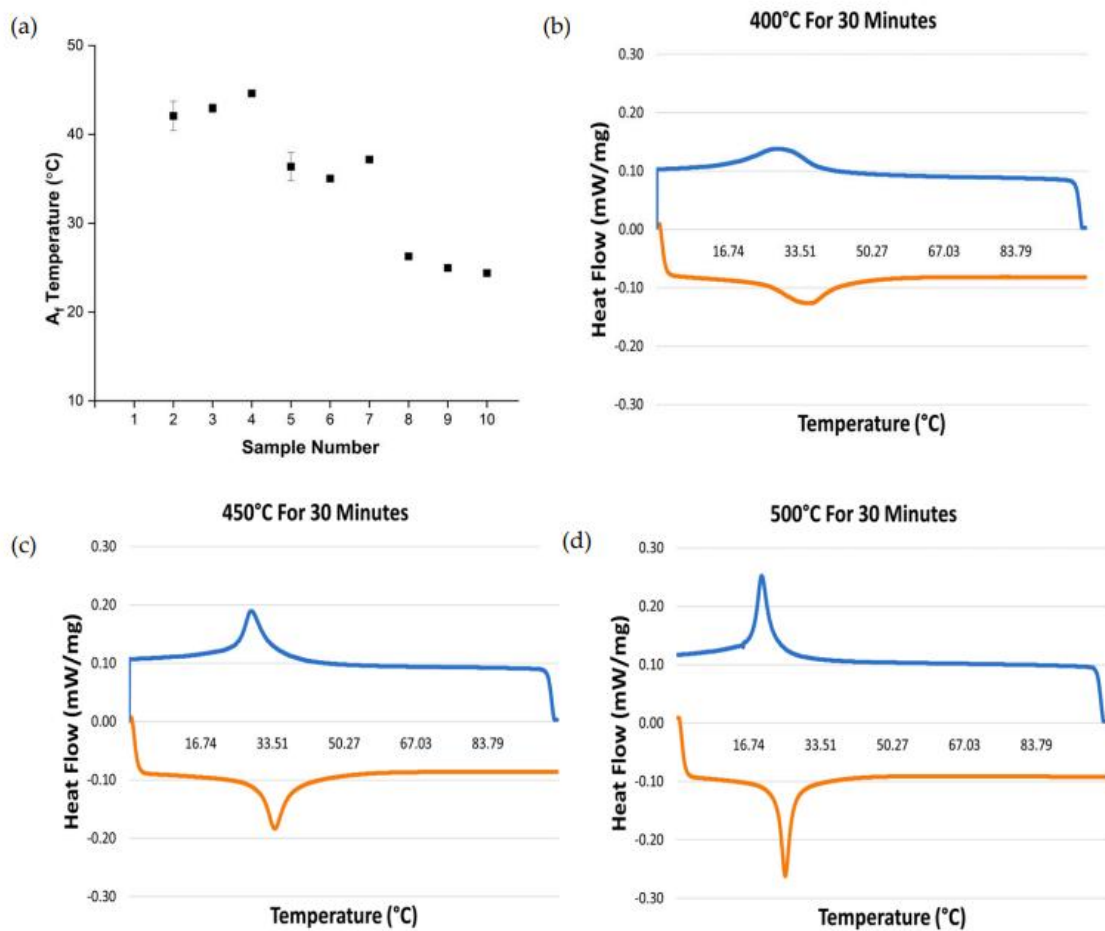 (a)
50
40
30
20
10
A_f Temperature (°C)
1 2 3 4 5 6 7 8 9 10
Sample Number
(b)
400°C For 30 Minutes
0.30
0.20
0.10
0.00
-0.10
-0.20
-0.30
Heat Flow (mW/mg)
16.74 33.51 50.27 67.03 83.79
Temperature (°C)
(c)
450°C For 30 Minutes
0.30
0.20
0.10
0.00
-0.10
-0.20
-0.30
Heat Flow (mW/mg)
16.74 33.51 50.27 67.03 83.79
Temperature (°C)
(d)
500°C For 30 Minutes
0.30
0.20
0.10
0.00
-0.10
-0.20
-0.30
Heat Flow (mW/mg)
16.74 33.51 50.27 67.03 83.79
Temperature (°C)